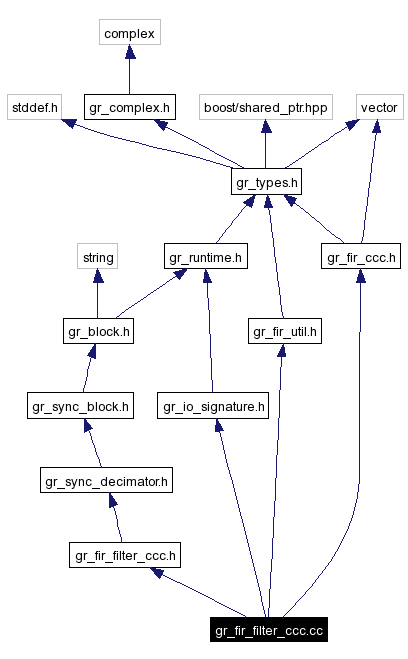 complex
stddef.h
gr_complex.h
boost/shared_ptr.hpp
vector
gr_types.h
string
gr_runtime.h
gr_fir_ccc.h
gr_block.h
gr_fir_util.h
gr_sync_block.h
gr_io_signature.h
gr_sync_decimator.h
gr_fir_filter_ccc.h
gr_fir_filter_ccc.cc